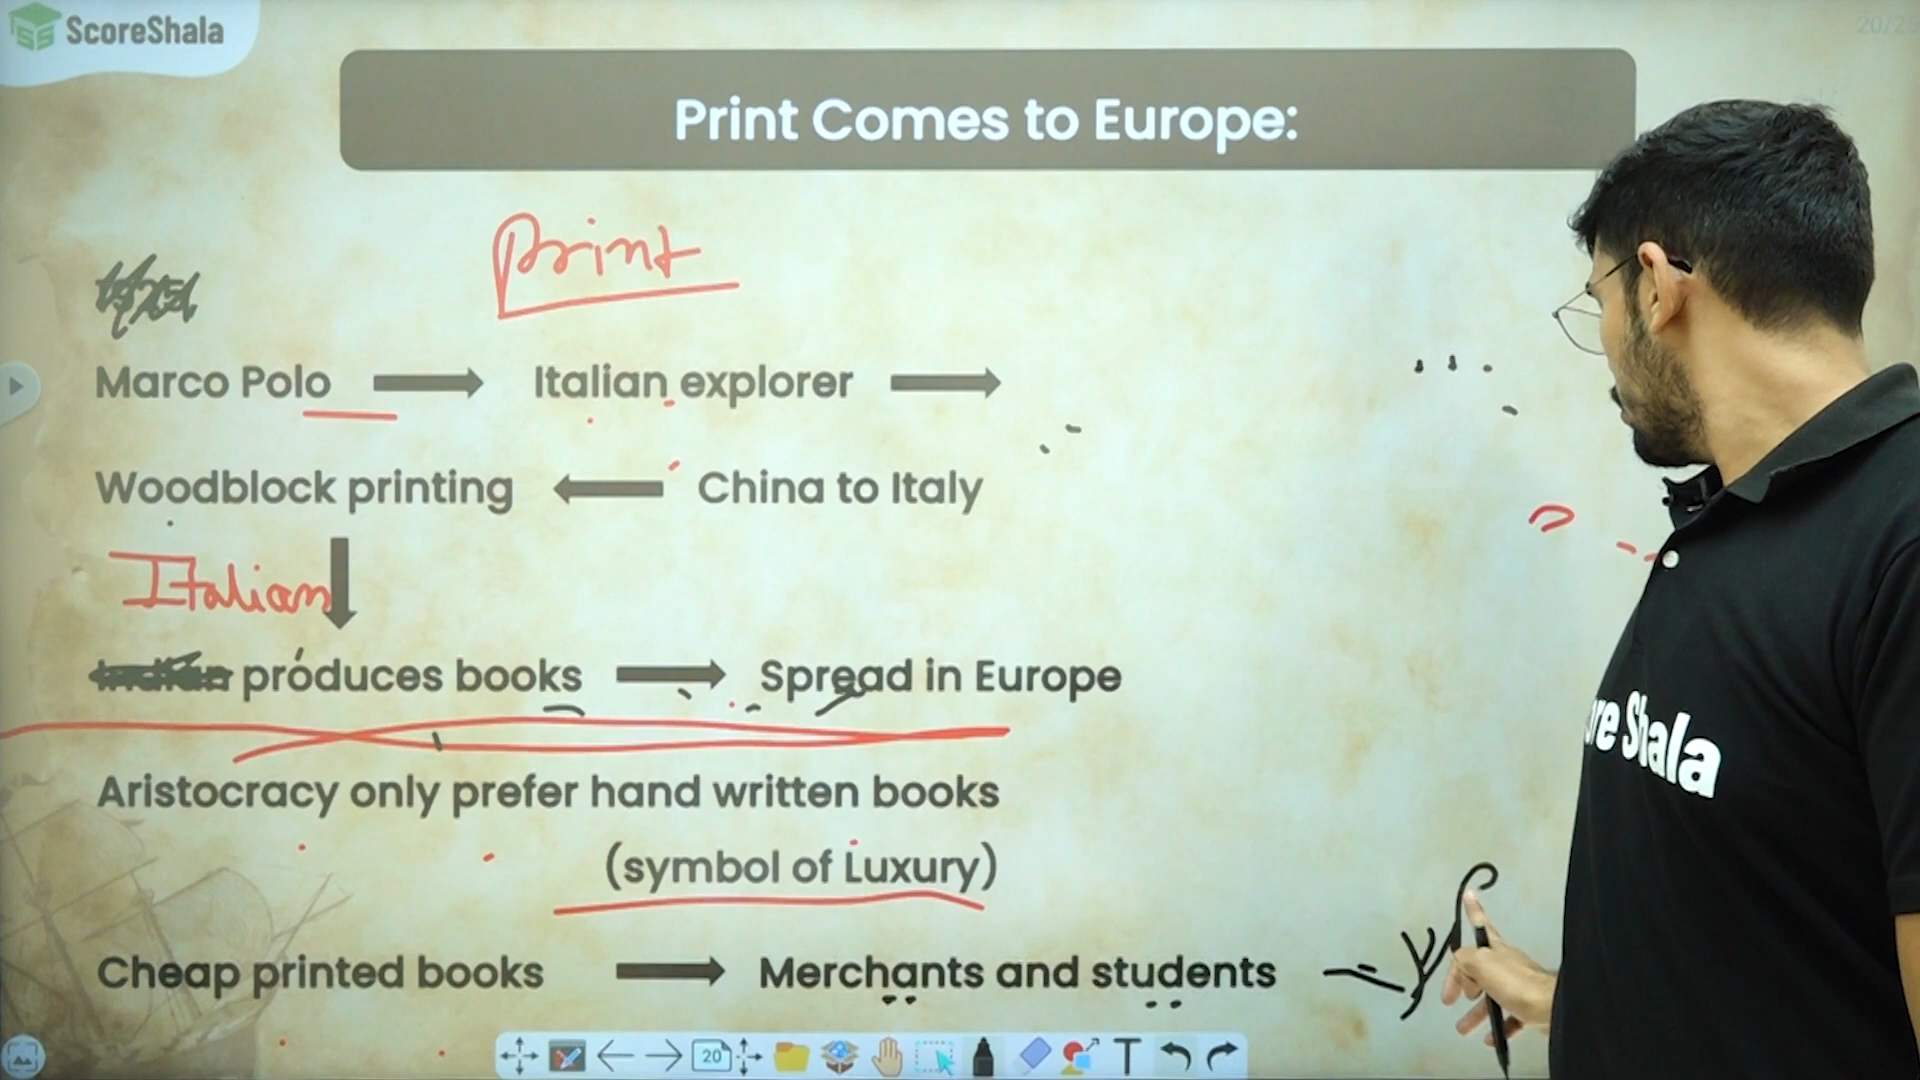 ScoreShala
20/25
Print Comes to Europe:
Print
Marco Polo → Italian explorer →
Woodblock printing ← China to Italy
Italian
produces books → Spread in Europe
Aristocracy only prefer hand written books
(symbol of Luxury)
Cheap printed books → Merchants and students
re Shala
20
T